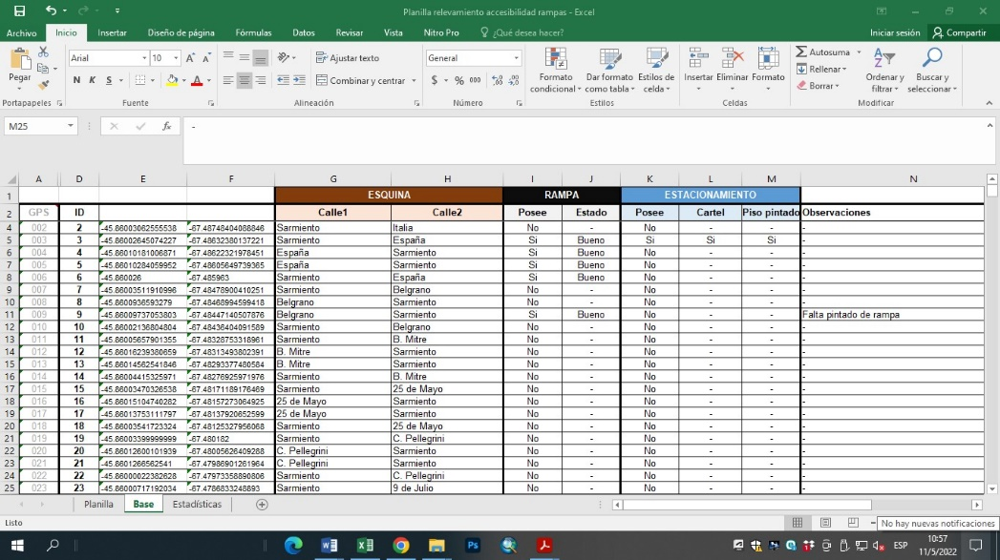 Planilla relevamiento accesibilidad rampas - Excel
Archivo Inicio Insertar Diseño de página Fórmulas Datos Revisar Vista Nitro Pro ¿Qué desea hacer? Iniciar sesión Compartir
Pegar Arial 10 Ajustar texto General Formato condicional Dar formato como tabla Estilos de celda Insertar Eliminar Formato Autosuma Rellenar Borrar Ordenar y filtrar Buscar y seleccionar
N K S Combinar y centrar $ % 000
Portapapeles Fuente Alineación Número Estilos Celdas Modificar
M25 fx -
A D E F G H I J K L M N
1 ESQUINA RAMPA ESTACIONAMIENTO
2 GPS ID Calle1 Calle2 Posee Estado Posee Cartel Piso pintado Observaciones
4 002 2 -45.86003062555538 -67.48748404088846 Sarmiento Italia No - No - - -
5 003 3 -45.86002645074227 -67.48632380137221 Sarmiento España Si Bueno Si Si Si -
6 004 4 -45.86010181006871 -67.48622321978451 España Sarmiento Si Bueno No - - -
7 005 5 -45.86010284059952 -67.48605649739365 España Sarmiento Si Bueno No - - -
8 006 6 -45.860026 -67.485963 Sarmiento España Si Bueno No - - -
9 007 7 -45.86003511910996 -67.48478900410251 Sarmiento Belgrano No - No - - -
10 008 8 -45.8600936593279 -67.48468994599418 Belgrano Sarmiento No - No - - -
11 009 9 -45.86009737053803 -67.48447140507876 Belgrano Sarmiento Si Bueno No - - Falta pintado de rampa
12 010 10 -45.86002136804804 -67.48436404091589 Sarmiento Belgrano No - No - - -
13 011 11 -45.86005657901355 -67.48328753318961 Sarmiento B. Mitre No - No - - -
14 012 12 -45.86016239380659 -67.48313493802391 B. Mitre Sarmiento No - No - - -
15 013 13 -45.86014562541846 -67.48293377480584 B. Mitre Sarmiento No - No - - -
16 014 14 -45.86004415325971 -67.48276925971976 Sarmiento B. Mitre No - No - - -
17 015 15 -45.86003470326538 -67.48171189176469 Sarmiento 25 de Mayo No - No - - -
18 016 16 -45.86015104740282 -67.48157273064925 25 de Mayo Sarmiento No - No - - -
19 017 17 -45.86013753111797 -67.48137920652599 25 de Mayo Sarmiento No - No - - -
20 018 18 -45.86003541723324 -67.48125327956068 Sarmiento 25 de Mayo No - No - - -
21 019 19 -45.86003399999999 -67.480182 Sarmiento C. Pellegrini No - No - - -
22 020 20 -45.86012600101939 -67.48005626409288 C. Pellegrini Sarmiento No - No - - -
23 021 21 -45.8601266562541 -67.47986901261964 C. Pellegrini Sarmiento No - No - - -
24 022 22 -45.86000022382628 -67.47973358890806 Sarmiento C. Pellegrini No - No - - -
25 023 23 -45.86000717192034 -67.4786833248893 Sarmiento 9 de Julio No - No - - -
Planilla Base Estadísticas
Listo No hay nuevas notificaciones
ESP 10:57
11/5/2022